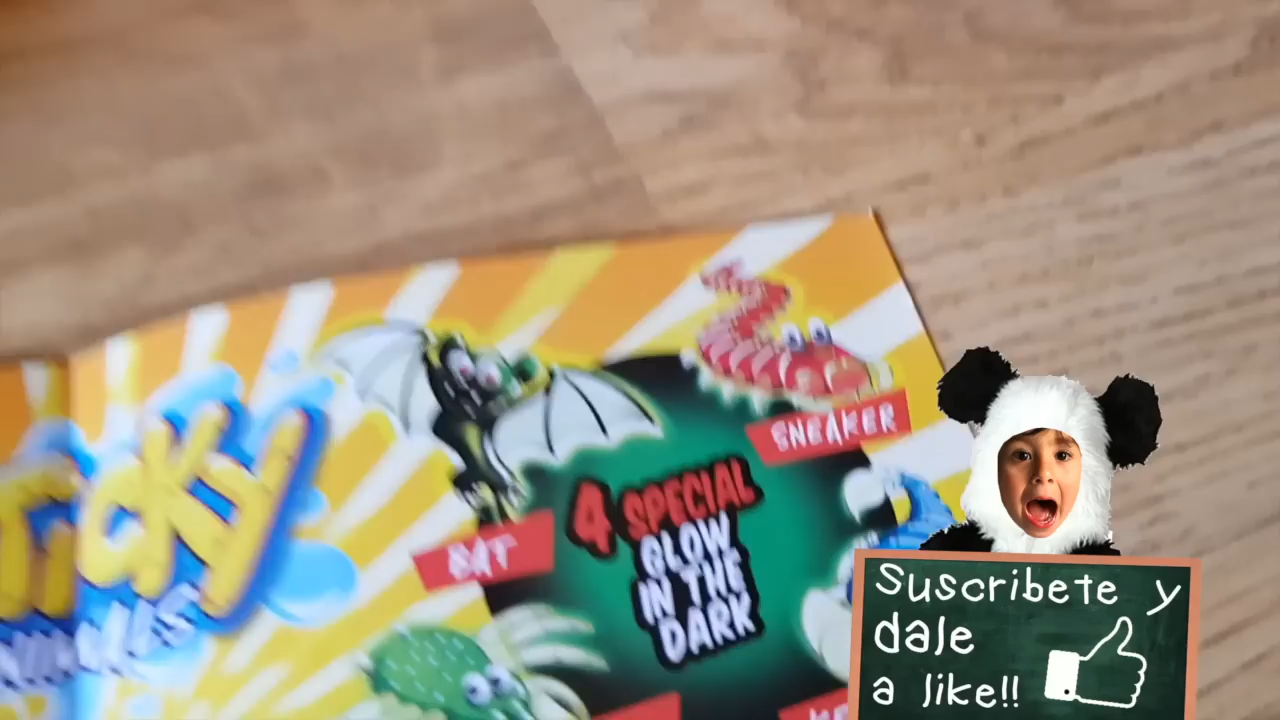 SNEAKER
4 SPECIAL
GLOW
IN THE
DARK
BAT
Suscribete y
dale
a like!!